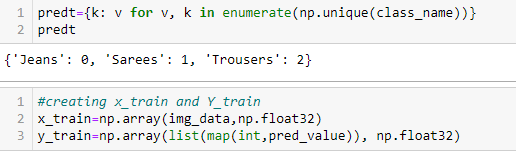 1 predt={k: v for v, k in enumerate(np.unique(class_name))}
2 predt
{'Jeans': 0, 'Sarees': 1, 'Trousers': 2}
1 #creating x_train and Y_train
2 x_train=np.array(img_data,np.float32)
3 y_train=np.array(list(map(int,pred_value)), np.float32)